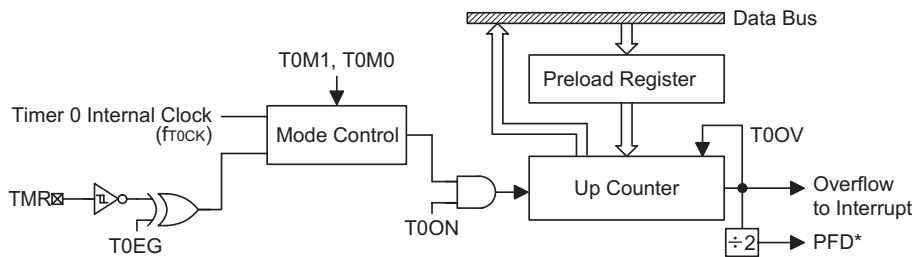 Data Bus
T0M1, T0M0
Preload Register
Timer 0 Internal Clock
(fT0CK)
Mode Control
T0OV
TMR
Up Counter
Overflow
to Interrupt
T0EG
T0ON
÷2
PFD*